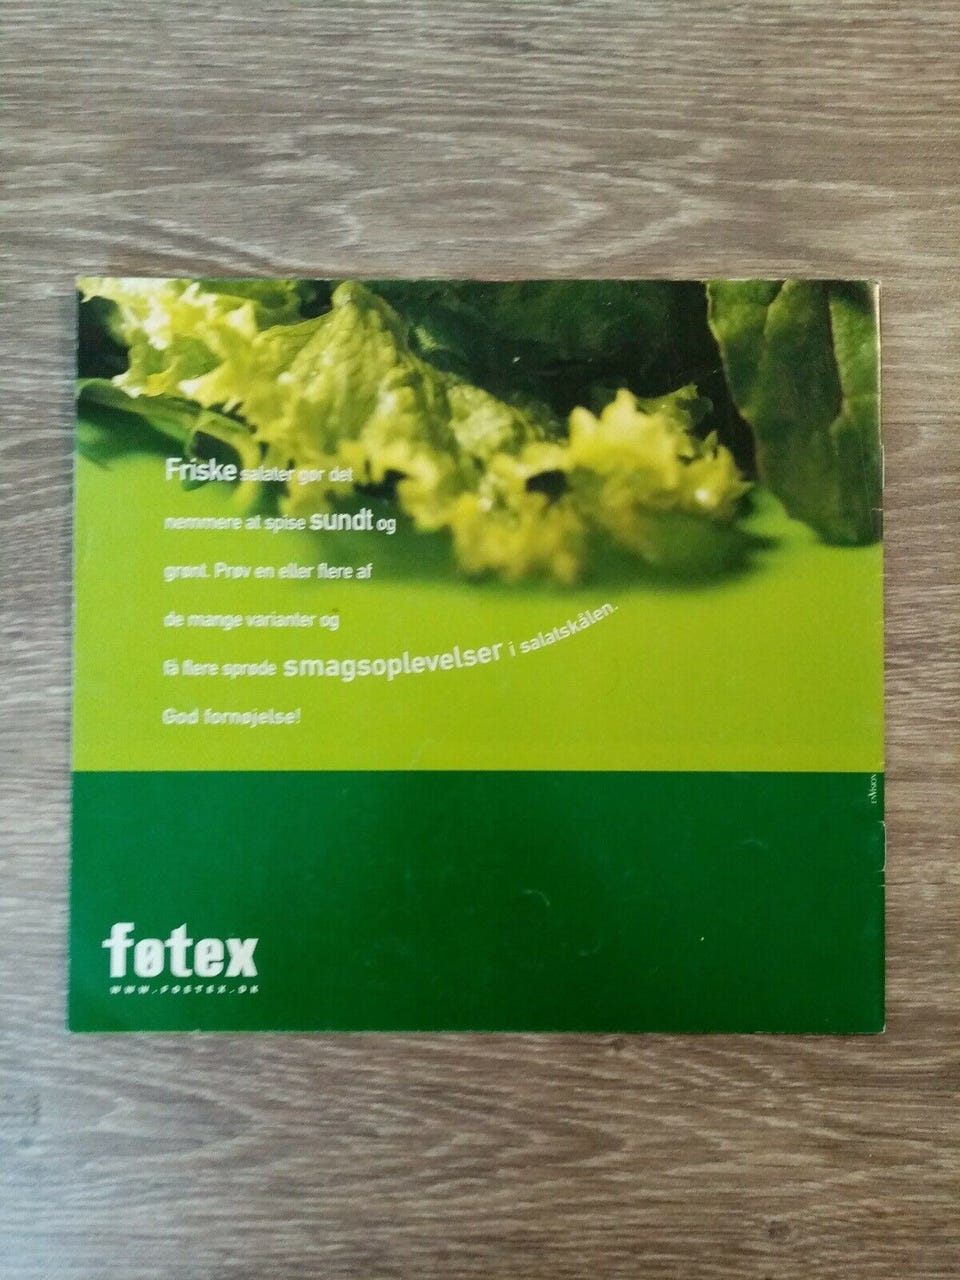 Friske salater gør det
nemmere at spise sundt og
grønt. Prøv en eller flere af
de mange varianter og
få flere sprøde smagsoplevelser i salatskålen.
God fornøjelse!
ENVISION
føtex
WWW.FOETEX.DK